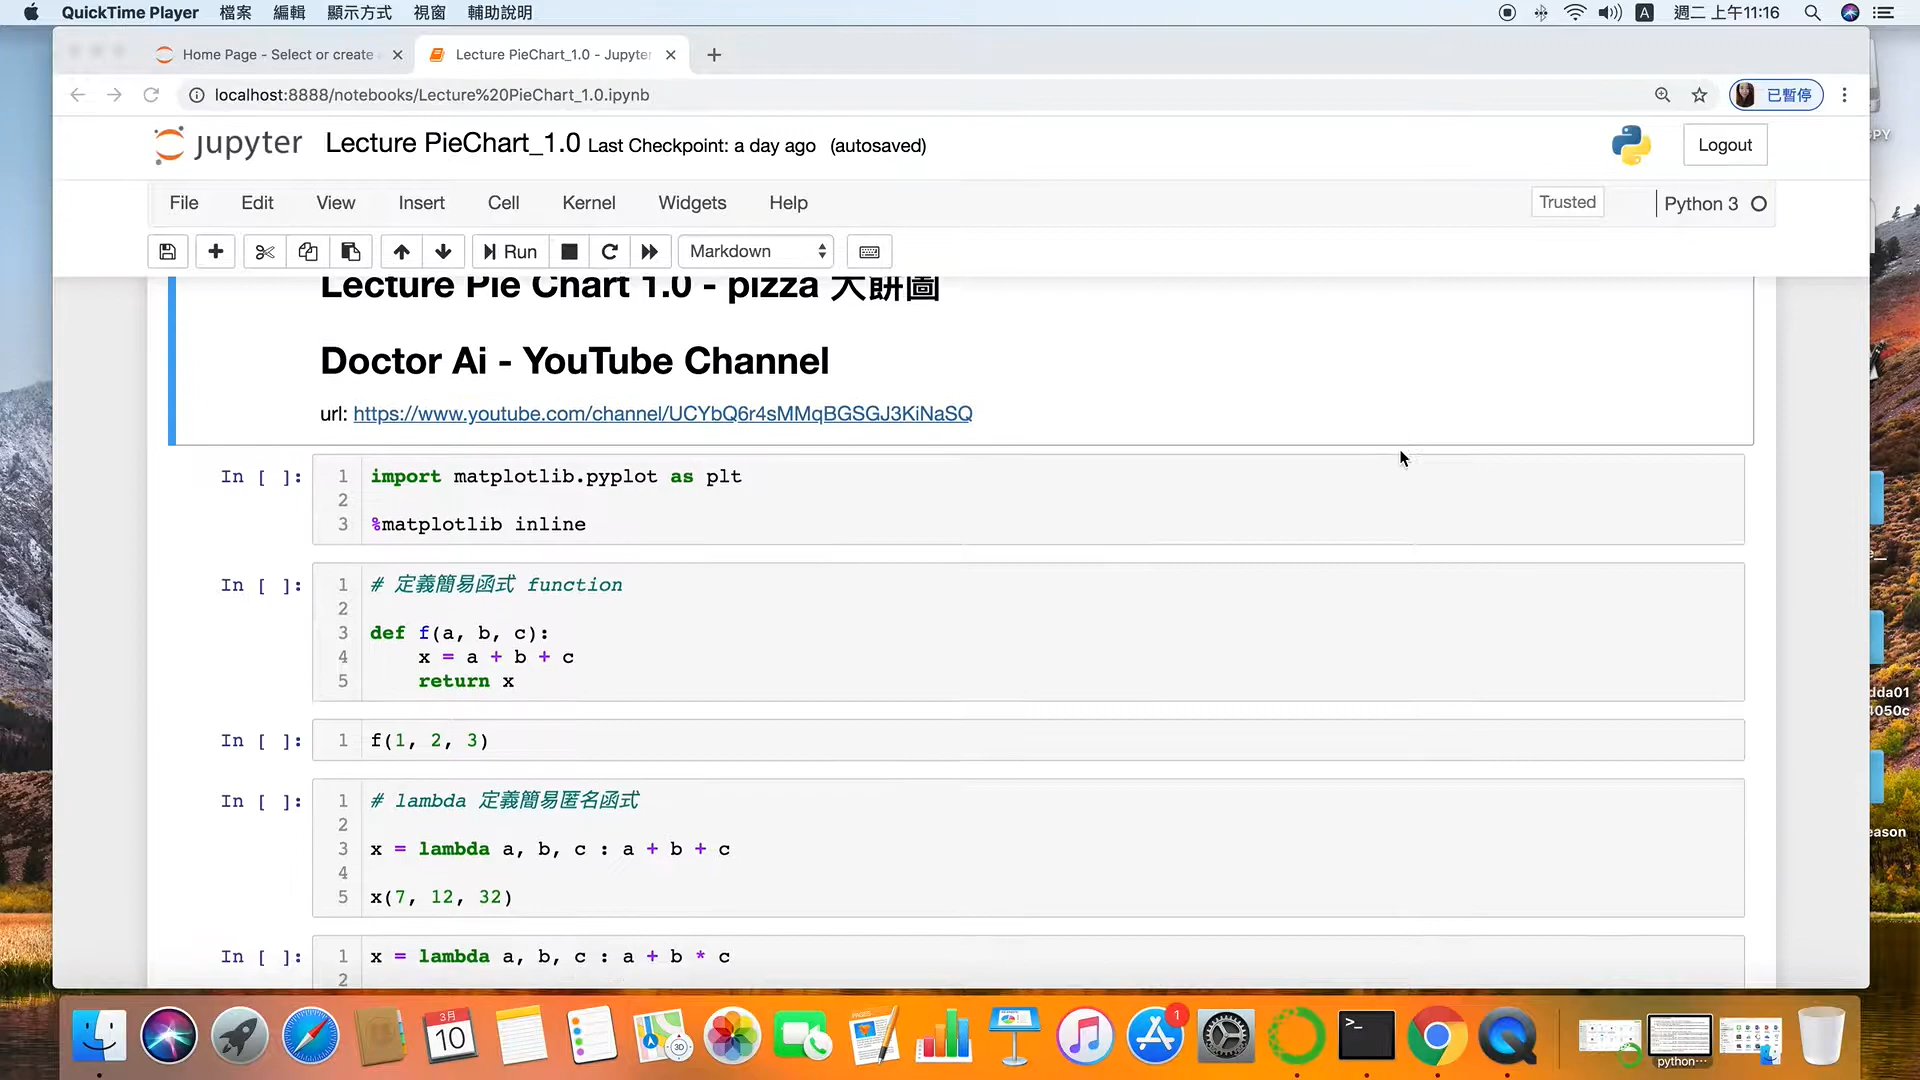 QuickTime Player 檔案 編輯 顯示方式 視窗 輔助說明 A 週二 上午11:16
Home Page - Select or create
Lecture PieChart_1.0 - Jupyter
localhost:8888/notebooks/Lecture%20PieChart_1.0.ipynb
已暫停
jupyter Lecture PieChart_1.0 Last Checkpoint: a day ago (autosaved)
Logout
File Edit View Insert Cell Kernel Widgets Help
Trusted
Python 3
Run
Markdown
Lecture Pie Chart 1.0 - pizza 大餅圖
Doctor Ai - YouTube Channel
url: https://www.youtube.com/channel/UCYbQ6r4sMMqBGSGJ3KiNaSQ
In [ ]: 1 import matplotlib.pyplot as plt
2
3 %matplotlib inline
In [ ]: 1 # 定義簡易函式 function
2
3 def f(a, b, c):
4 x = a + b + c
5 return x
In [ ]: 1 f(1, 2, 3)
In [ ]: 1 # lambda 定義簡易匿名函式
2
3 x = lambda a, b, c : a + b + c
4
5 x(7, 12, 32)
In [ ]: 1 x = lambda a, b, c : a + b * c
2
3月
10
3D
PAGES
1
python…